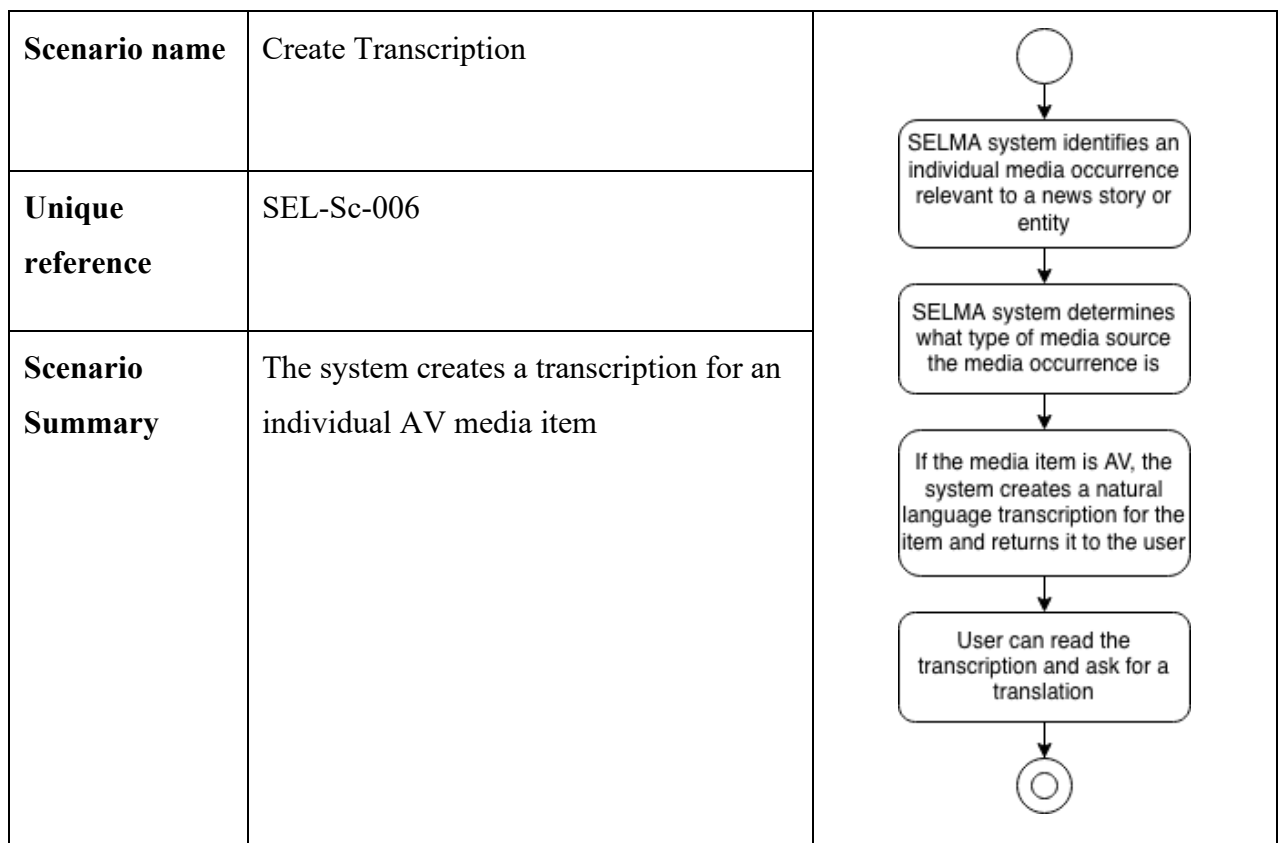 Scenario name
Create Transcription
Unique
reference
SEL-Sc-006
Scenario
Summary
The system creates a transcription for an
individual AV media item
SELMA system identifies an
individual media occurrence
relevant to a news story or
entity
SELMA system determines
what type of media source
the media occurrence is
If the media item is AV, the
system creates a natural
language transcription for the
item and returns it to the user
User can read the
transcription and ask for a
translation